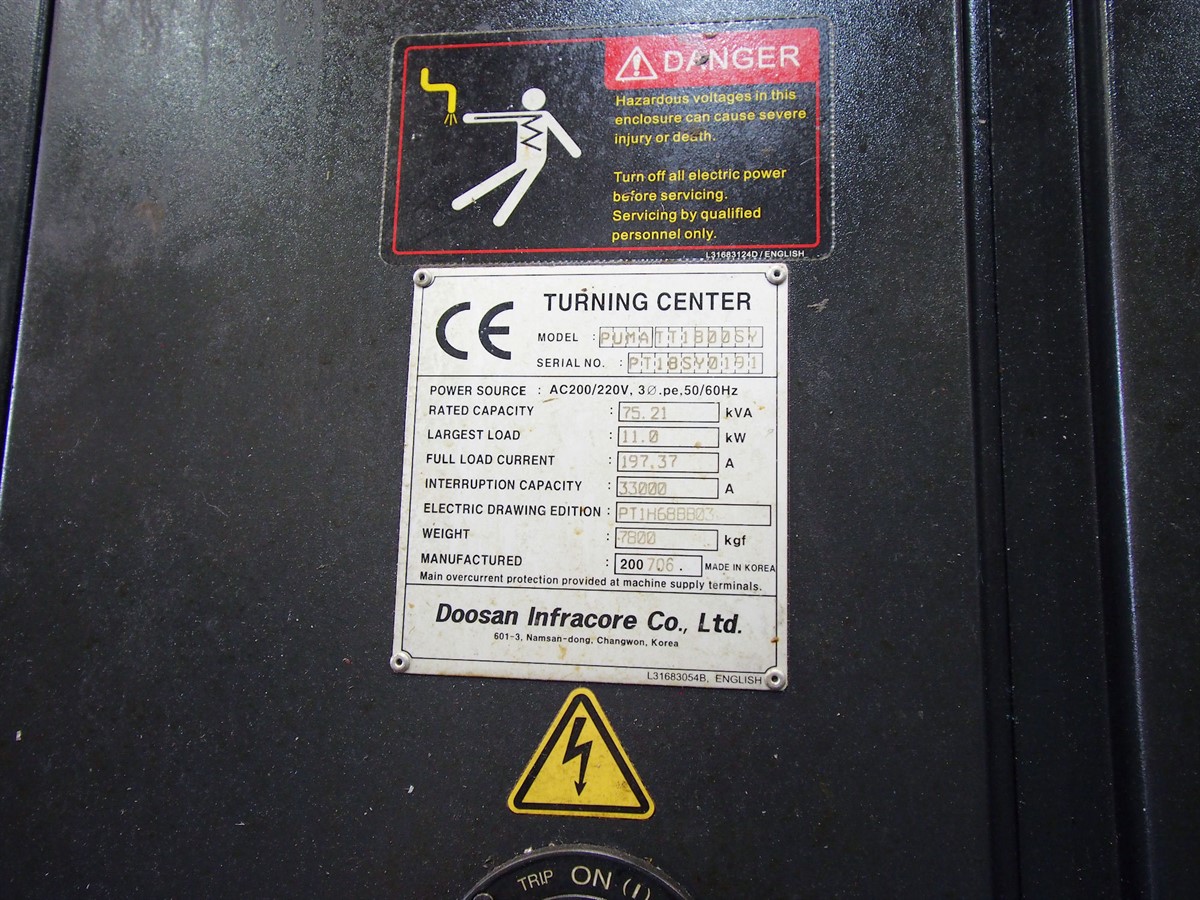 DANGER
Hazardous voltages in this
enclosure can cause severe
injury or death.
Turn off all electric power
before servicing.
Servicing by qualified
personnel only.
L31683124D / ENGLISH
CE TURNING CENTER
MODEL : PUMA TT1800SY
SERIAL NO. : PT18SY0191
POWER SOURCE : AC200/220V, 3Ø.pe,50/60Hz
RATED CAPACITY : 75.21 kVA
LARGEST LOAD : 11.0 kW
FULL LOAD CURRENT : 197.37 A
INTERRUPTION CAPACITY : 33000 A
ELECTRIC DRAWING EDITION :
WEIGHT : 7800 kgf
MANUFACTURED : 200706. MADE IN KOREA
Main overcurrent protection provided at machine supply terminals.
Doosan Infracore Co., Ltd.
601-3, Namsan-dong, Changwon, Korea
L31683054B, ENGLISH
TRIP ON (I)